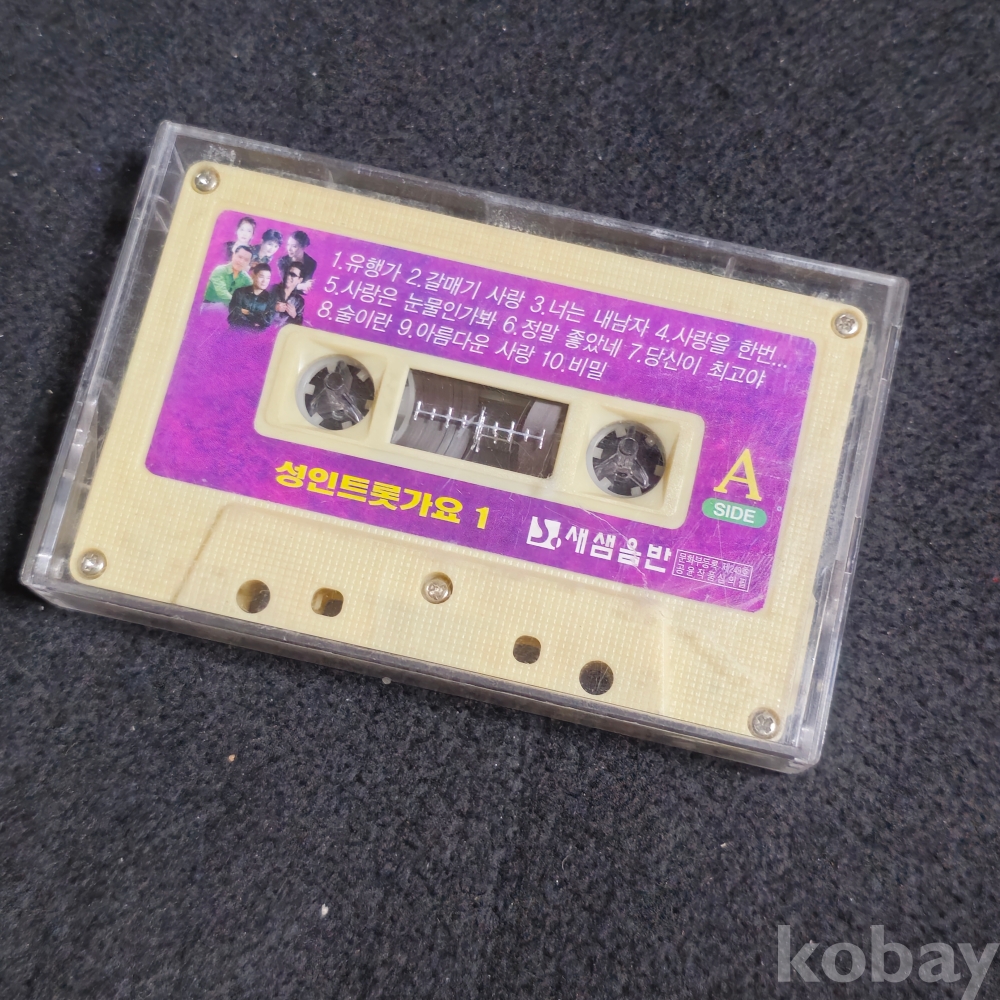 1.유행가 2.갈매기 사랑 3.너는 내남자 4.사랑을 한번...
5.사랑은 눈물인가봐 6.정말 좋았네 7.당신이 최고야
8.술이란 9.아름다운 사랑 10.비밀
A
SIDE
성인트롯가요 1
새샘음반
kobay